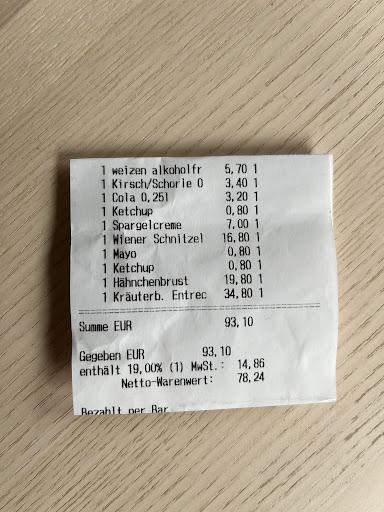 1 weizen alkoholfr 5,70 1
1 Kirsch/Schorle 0 3,40 1
1 Cola 0,25l 3,20 1
1 Ketchup 0,80 1
1 Spargelcreme 7,00 1
1 Wiener Schnitzel 16,80 1
1 Mayo 0,80 1
1 Ketchup 0,80 1
1 Hähnchenbrust 19,80 1
1 Kräuterb. Entrec 34,80 1
Summe EUR 93,10
Gegeben EUR 93,10
enthält 19,00% (1) MwSt.: 14,86
Netto-Warenwert: 78,24
Bezahlt per Bar